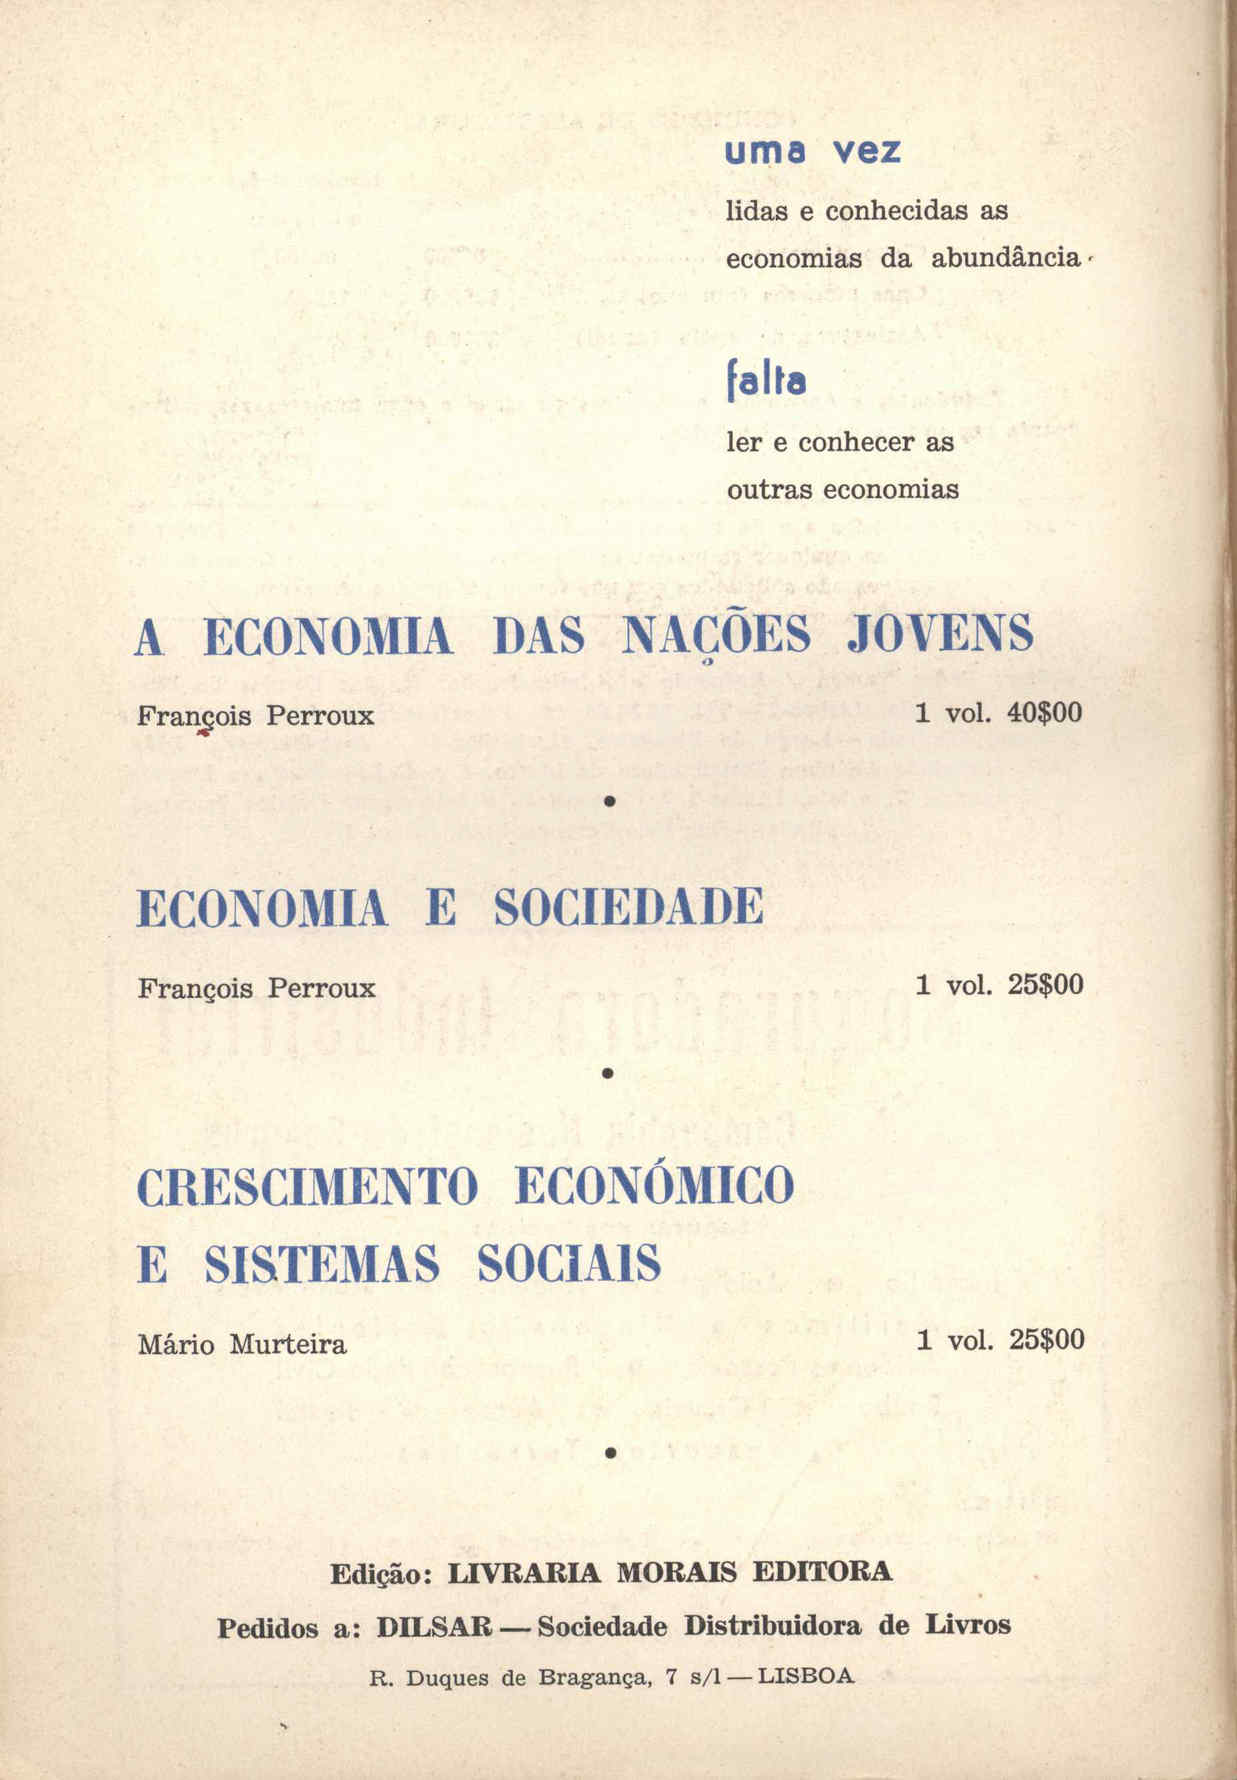 uma vez
lidas e conhecidas as
economias da abundância
falta
ler e conhecer as
outras economias
A ECONOMIA DAS NAÇÕES JOVENS
François Perroux 1 vol. 40$00
•
ECONOMIA E SOCIEDADE
François Perroux 1 vol. 25$00
•
CRESCIMENTO ECONÓMICO
E SISTEMAS SOCIAIS
Mário Murteira 1 vol. 25$00
•
Edição: LIVRARIA MORAIS EDITORA
Pedidos a: DILSAR — Sociedade Distribuidora de Livros
R. Duques de Bragança, 7 s/l — LISBOA